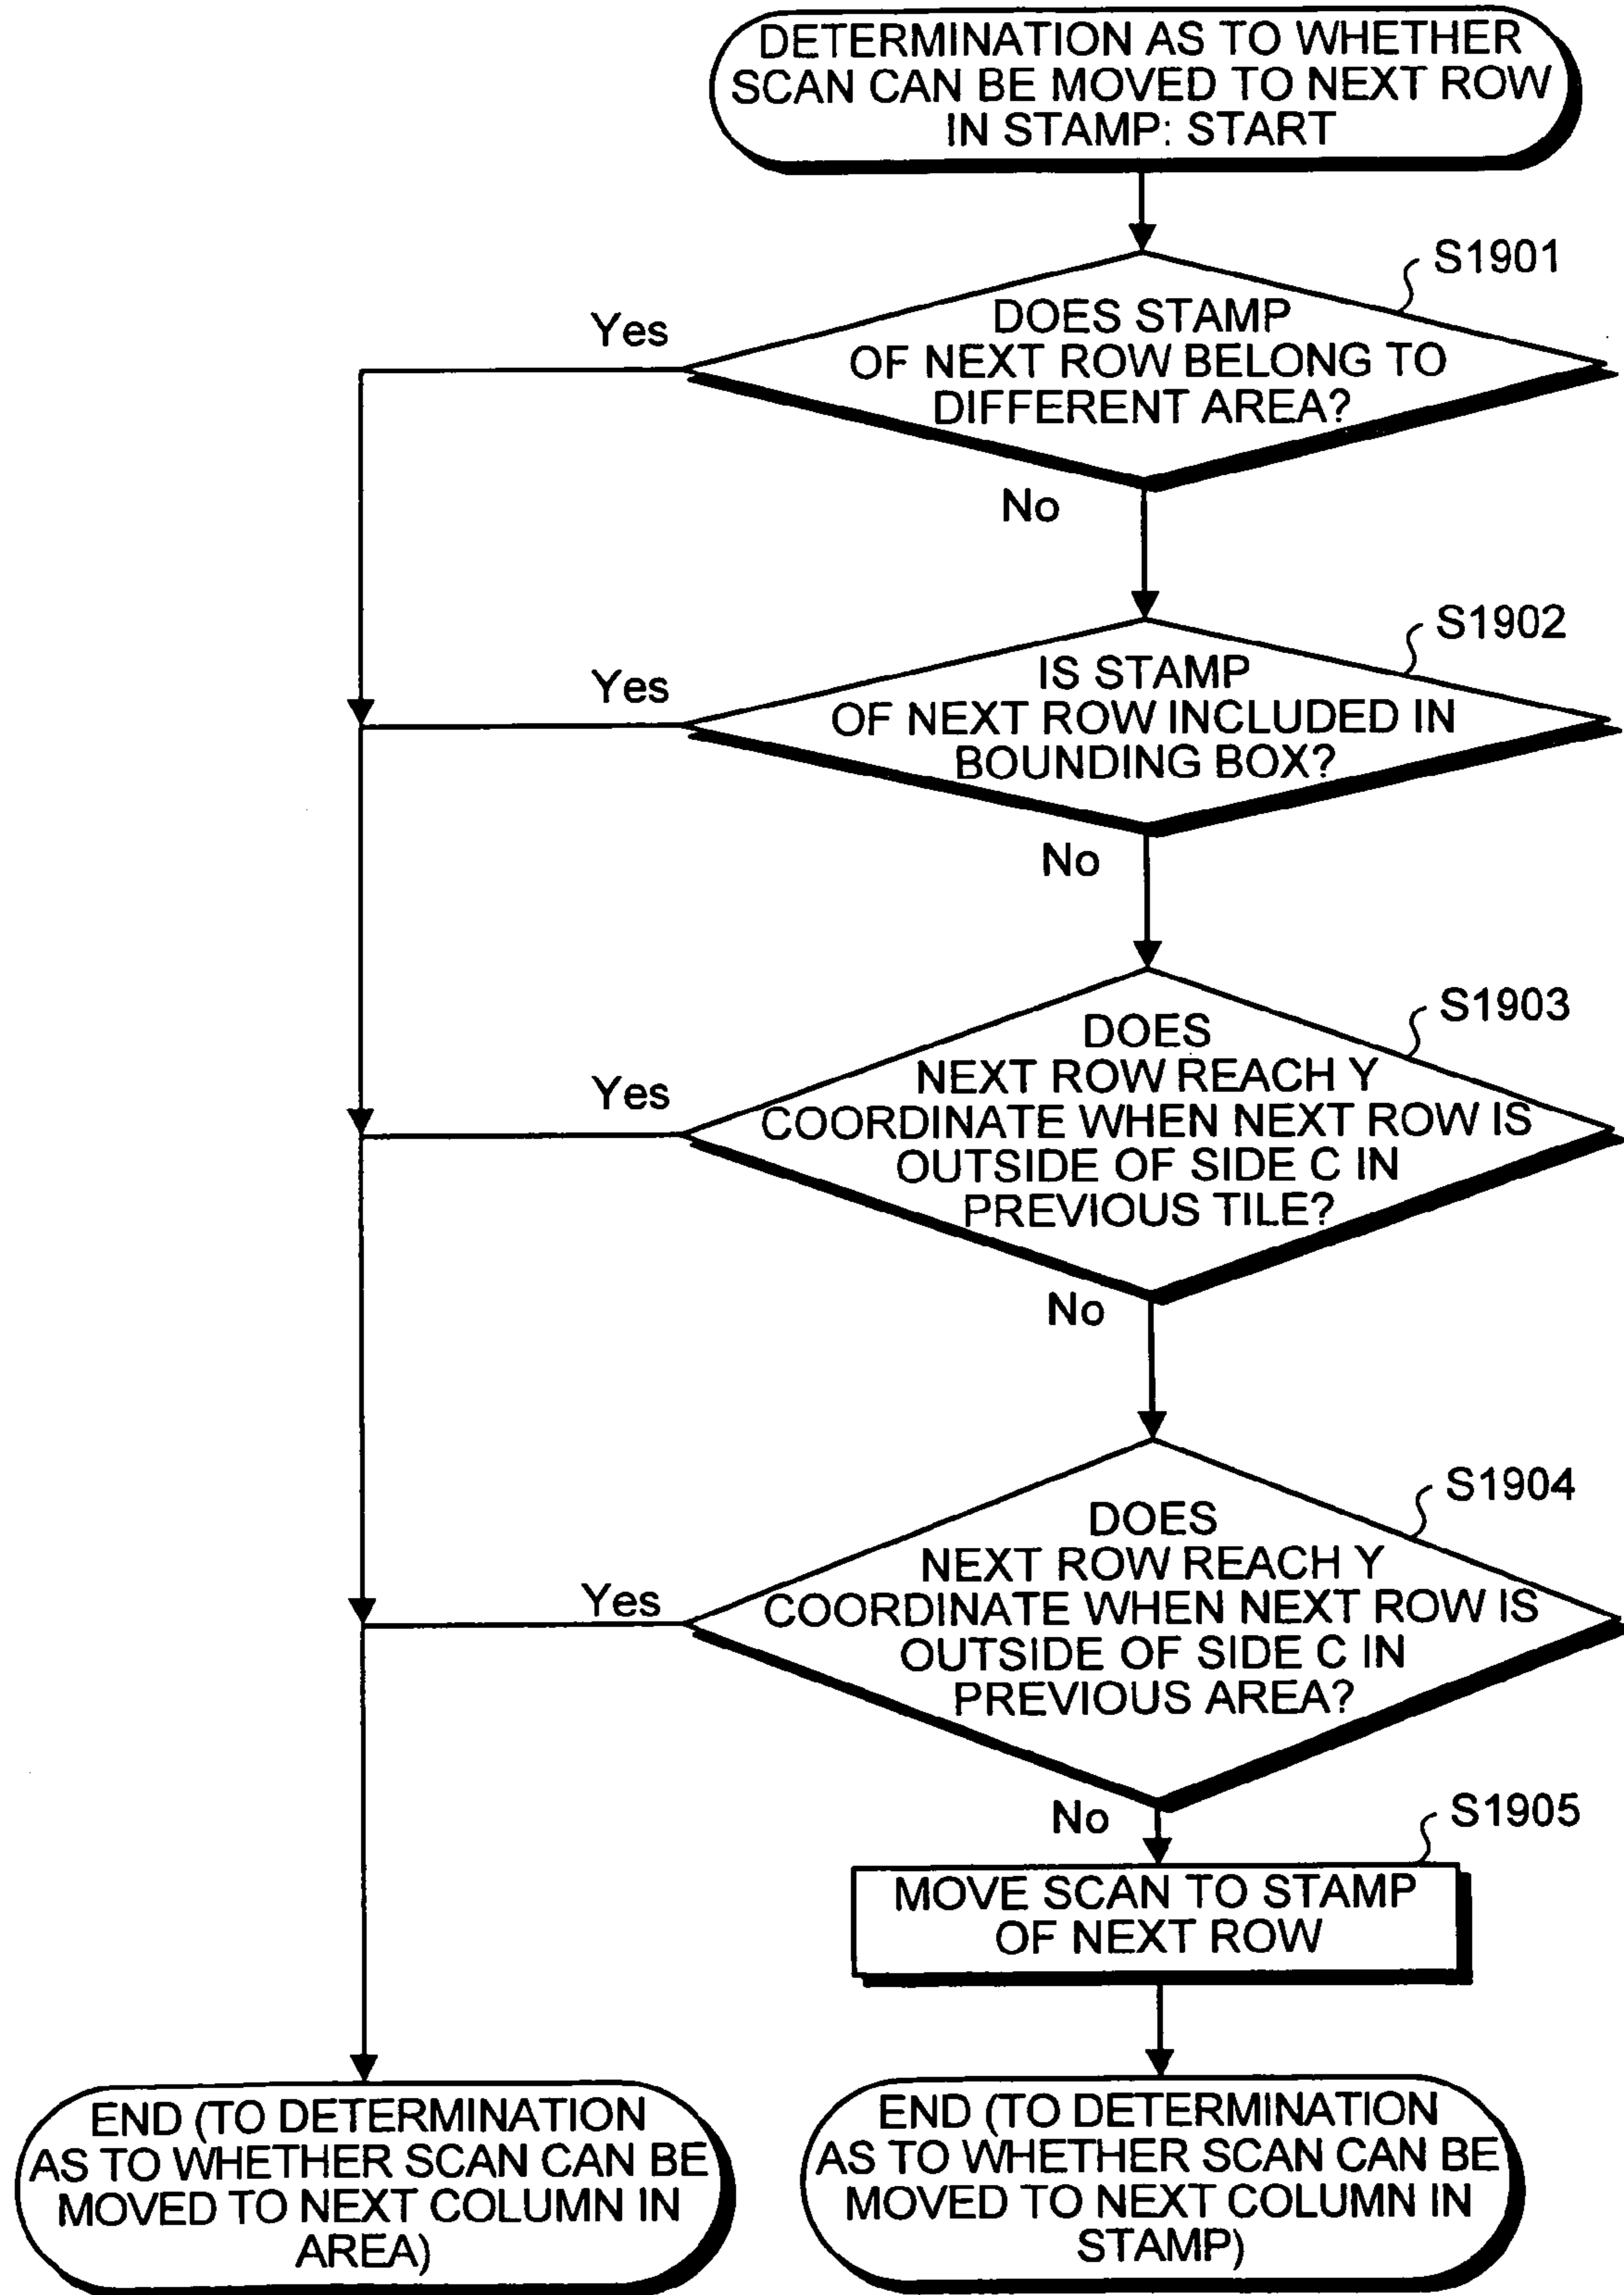 DETERMINATION AS TO WHETHER
SCAN CAN BE MOVED TO NEXT ROW
IN STAMP: START
S1901
Yes
DOES STAMP
OF NEXT ROW BELONG TO
DIFFERENT AREA?
No
S1902
Yes
IS STAMP
OF NEXT ROW INCLUDED IN
BOUNDING BOX?
No
S1903
Yes
DOES
NEXT ROW REACH Y
COORDINATE WHEN NEXT ROW IS
OUTSIDE OF SIDE C IN
PREVIOUS TILE?
No
S1904
Yes
DOES
NEXT ROW REACH Y
COORDINATE WHEN NEXT ROW IS
OUTSIDE OF SIDE C IN
PREVIOUS AREA?
No
S1905
MOVE SCAN TO STAMP
OF NEXT ROW
END (TO DETERMINATION
AS TO WHETHER SCAN CAN BE
MOVED TO NEXT COLUMN IN
AREA)
END (TO DETERMINATION
AS TO WHETHER SCAN CAN BE
MOVED TO NEXT COLUMN IN
STAMP)